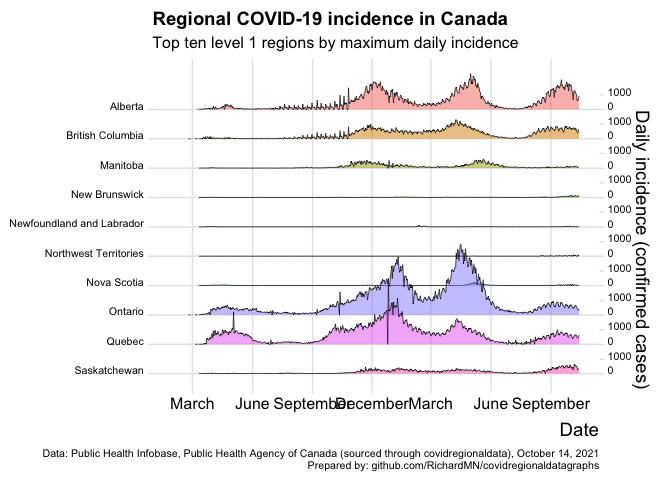 Regional COVID-19 incidence in Canada
Top ten level 1 regions by maximum daily incidence
Alberta
British Columbia
Manitoba
New Brunswick
Newfoundland and Labrador
Northwest Territories
Nova Scotia
Ontario
Quebec
Saskatchewan
1000
0
1000
0
1000
0
1000
0
1000
0
1000
0
1000
0
1000
0
1000
0
1000
0
Daily incidence (confirmed cases)
March June September December March June September
Date
Data: Public Health Infobase, Public Health Agency of Canada (sourced through covidregionaldata), October 14, 2021
Prepared by: github.com/RichardMN/covidregionaldatagraphs